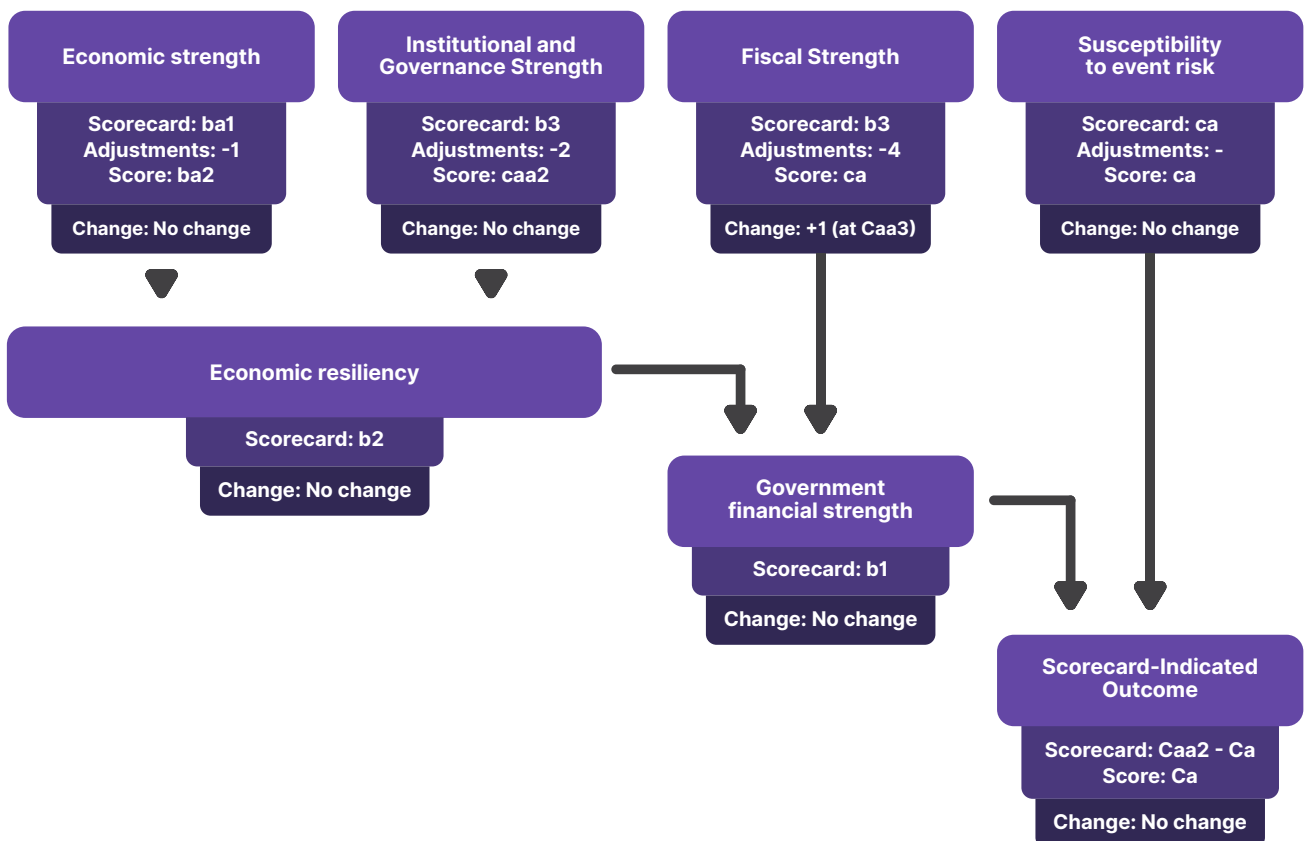 Economic strength
Scorecard: ba1
Adjustments: -1
Score: ba2
Change: No change
Institutional and
Governance Strength
Scorecard: b3
Adjustments: -2
Score: caa2
Change: No change
Fiscal Strength
Scorecard: b3
Adjustments: -4
Score: ca
Change: +1 (at Caa3)
Susceptibility
to event risk
Scorecard: ca
Adjustments: -
Score: ca
Change: No change
Economic resiliency
Scorecard: b2
Change: No change
Government
financial strength
Scorecard: b1
Change: No change
Scorecard-Indicated
Outcome
Scorecard: Caa2 - Ca
Score: Ca
Change: No change